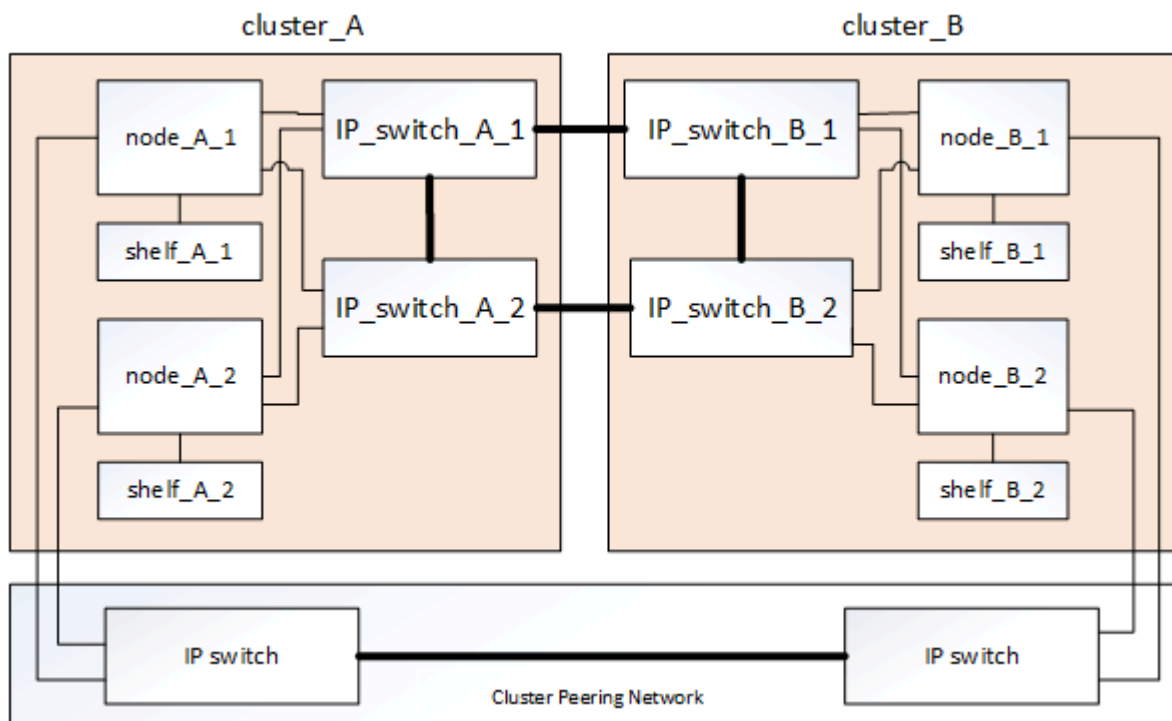 cluster_A
cluster_B
node_A_1
IP_switch_A_1
IP_switch_B_1
node_B_1
shelf_A_1
shelf_B_1
IP_switch_A_2
IP_switch_B_2
node_A_2
node_B_2
shelf_A_2
shelf_B_2
IP switch
IP switch
Cluster Peering Network